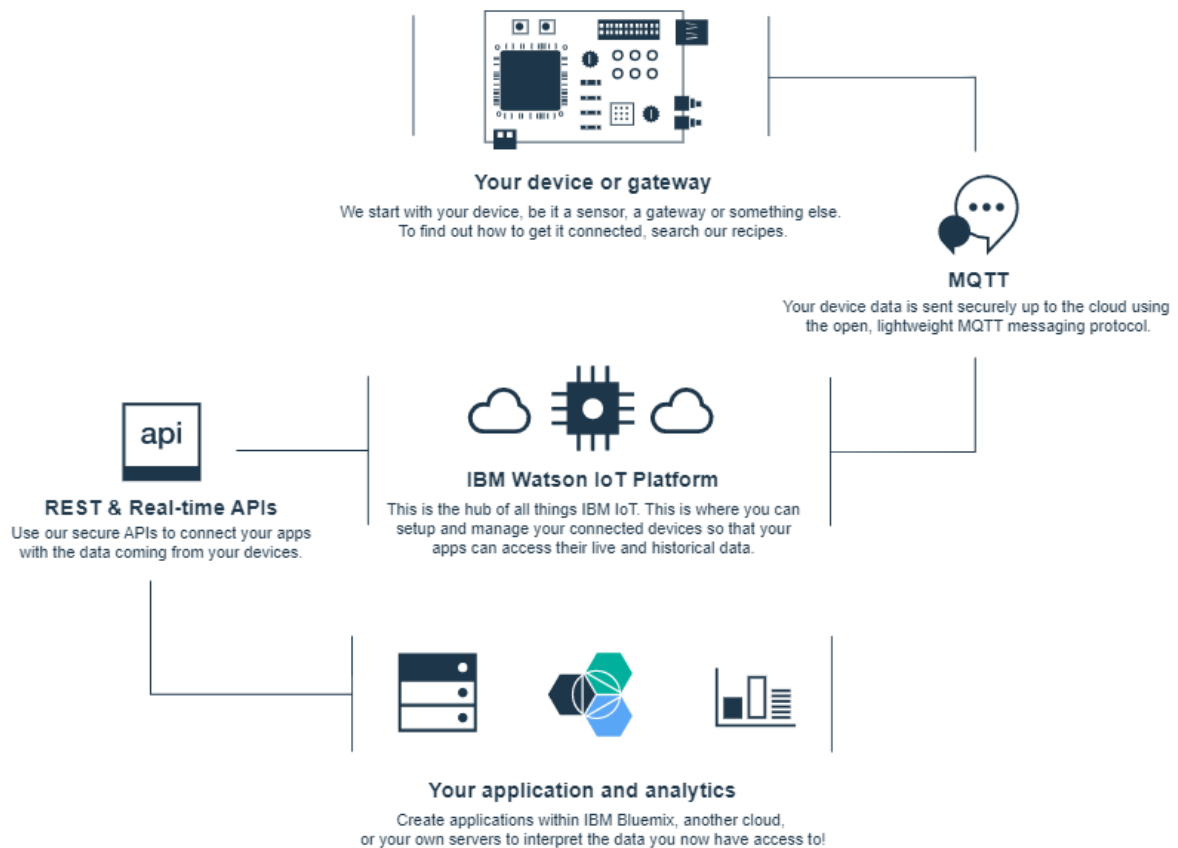 Your device or gateway
We start with your device, be it a sensor, a gateway or something else.
To find out how to get it connected, search our recipes.
MQTT
Your device data is sent securely up to the cloud using
the open, lightweight MQTT messaging protocol.
api
REST & Real-time APIs
Use our secure APIs to connect your apps
with the data coming from your devices.
IBM Watson IoT Platform
This is the hub of all things IBM IoT. This is where you can
setup and manage your connected devices so that your
apps can access their live and historical data.
Your application and analytics
Create applications within IBM Bluemix, another cloud,
or your own servers to interpret the data you now have access to!